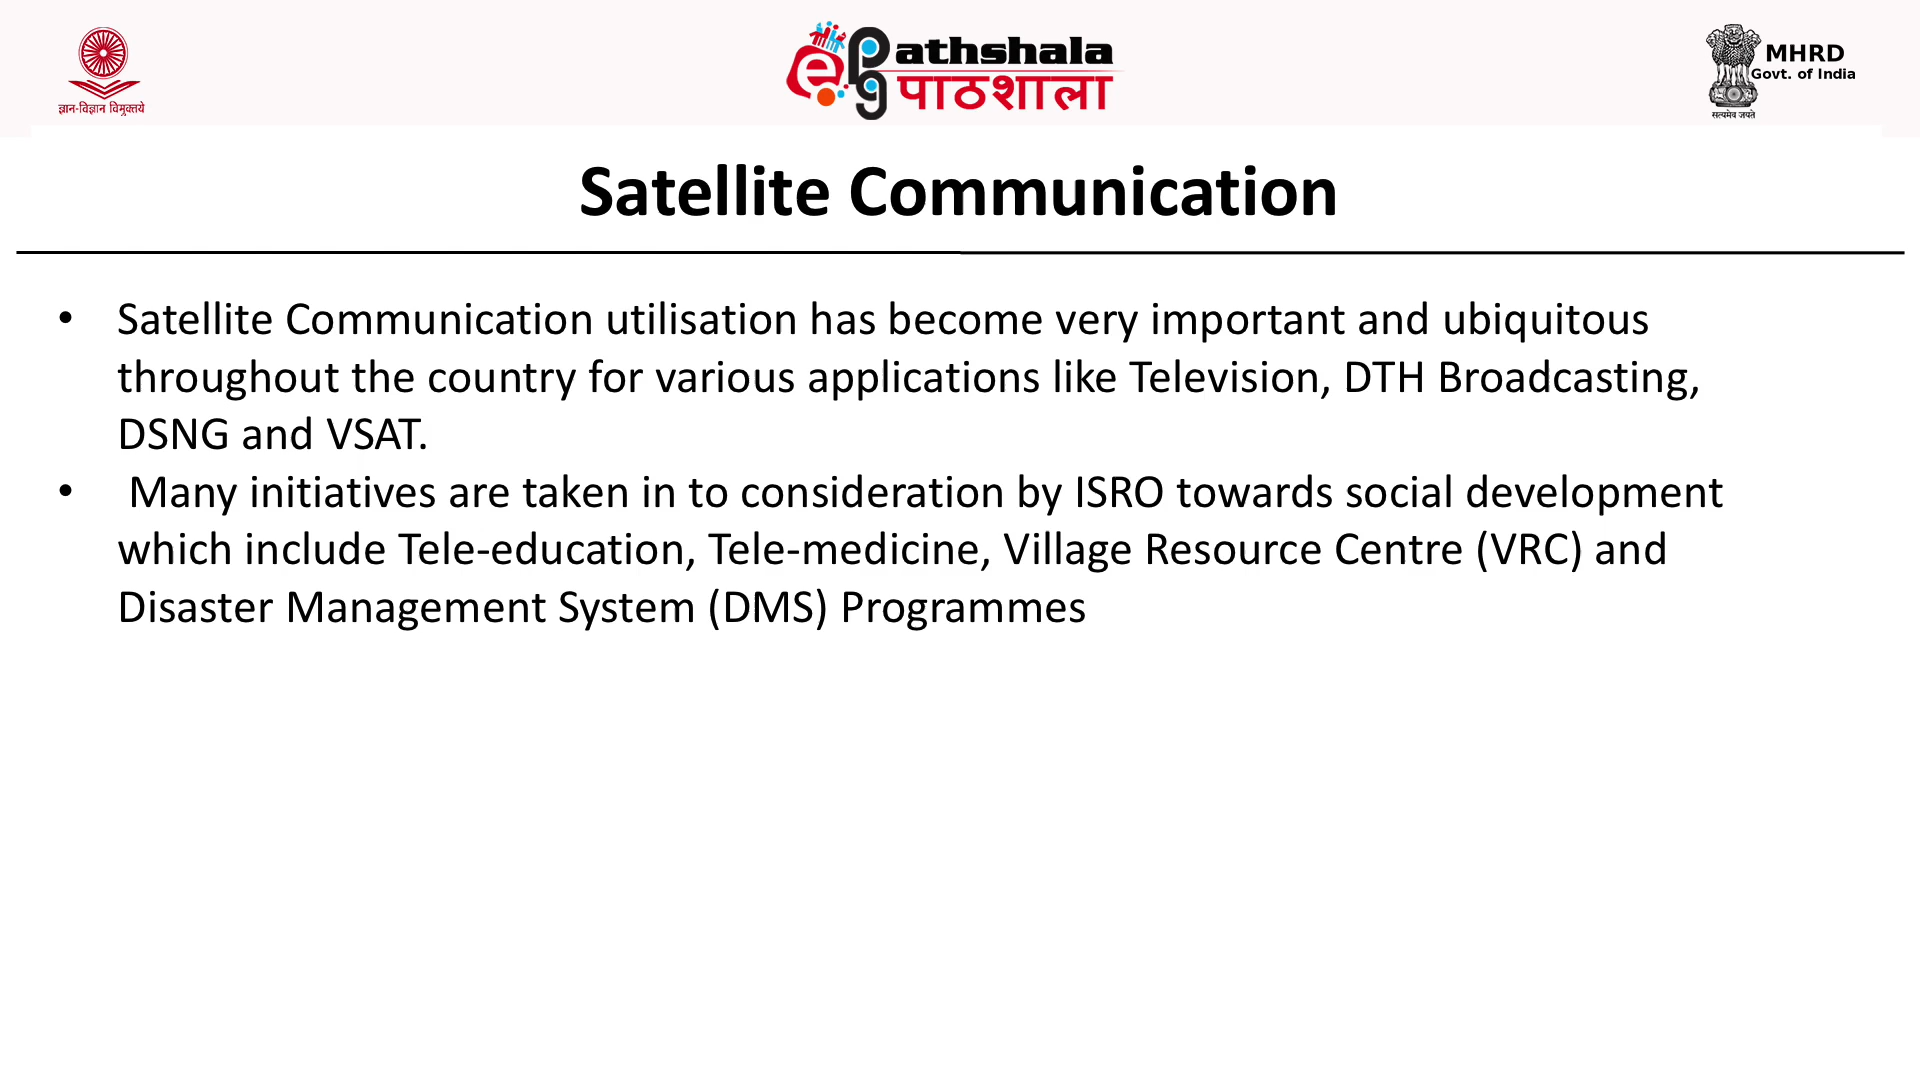 ज्ञान-विज्ञान विमुक्तये
e pg athshala
पाठशाला
MHRD
Govt. of India
सत्यमेव जयते
Satellite Communication
• Satellite Communication utilisation has become very important and ubiquitous
throughout the country for various applications like Television, DTH Broadcasting,
DSNG and VSAT.
• Many initiatives are taken in to consideration by ISRO towards social development
which include Tele-education, Tele-medicine, Village Resource Centre (VRC) and
Disaster Management System (DMS) Programmes